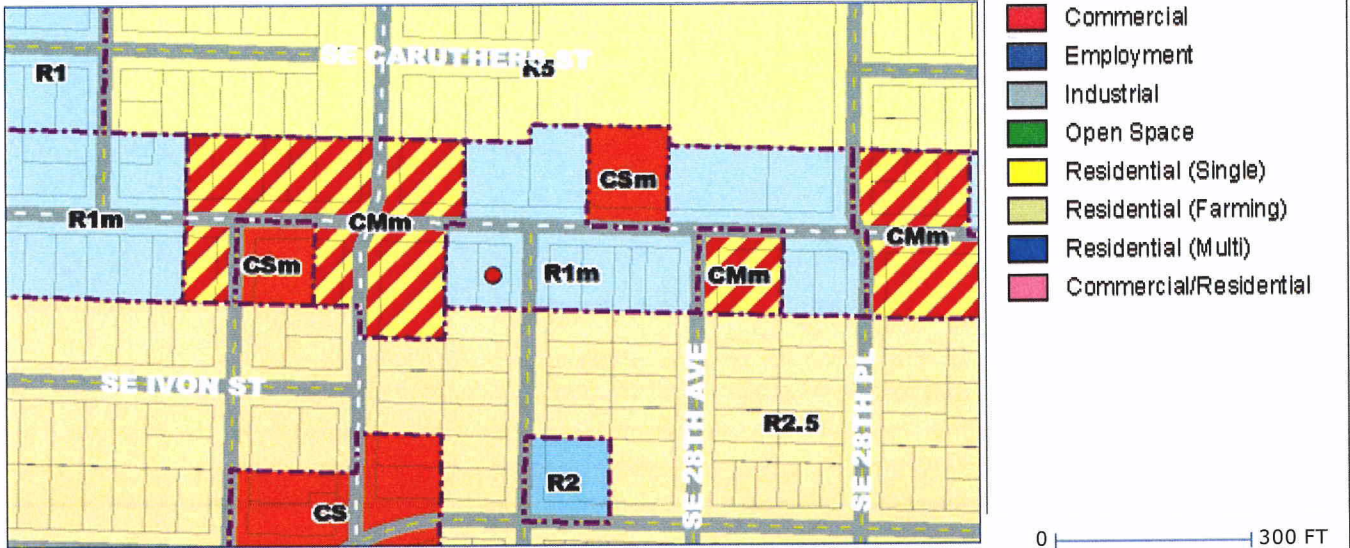 SE CARUTHERS ST
R1
R5
CSm
R1m
CMm
CMm
CSm
R1m
CMm
SE IVON ST
SE 28TH AVE
SE 28TH PL
R2.5
R2
CS
Commercial
Employment
Industrial
Open Space
Residential (Single)
Residential (Farming)
Residential (Multi)
Commercial/Residential
0 300 FT